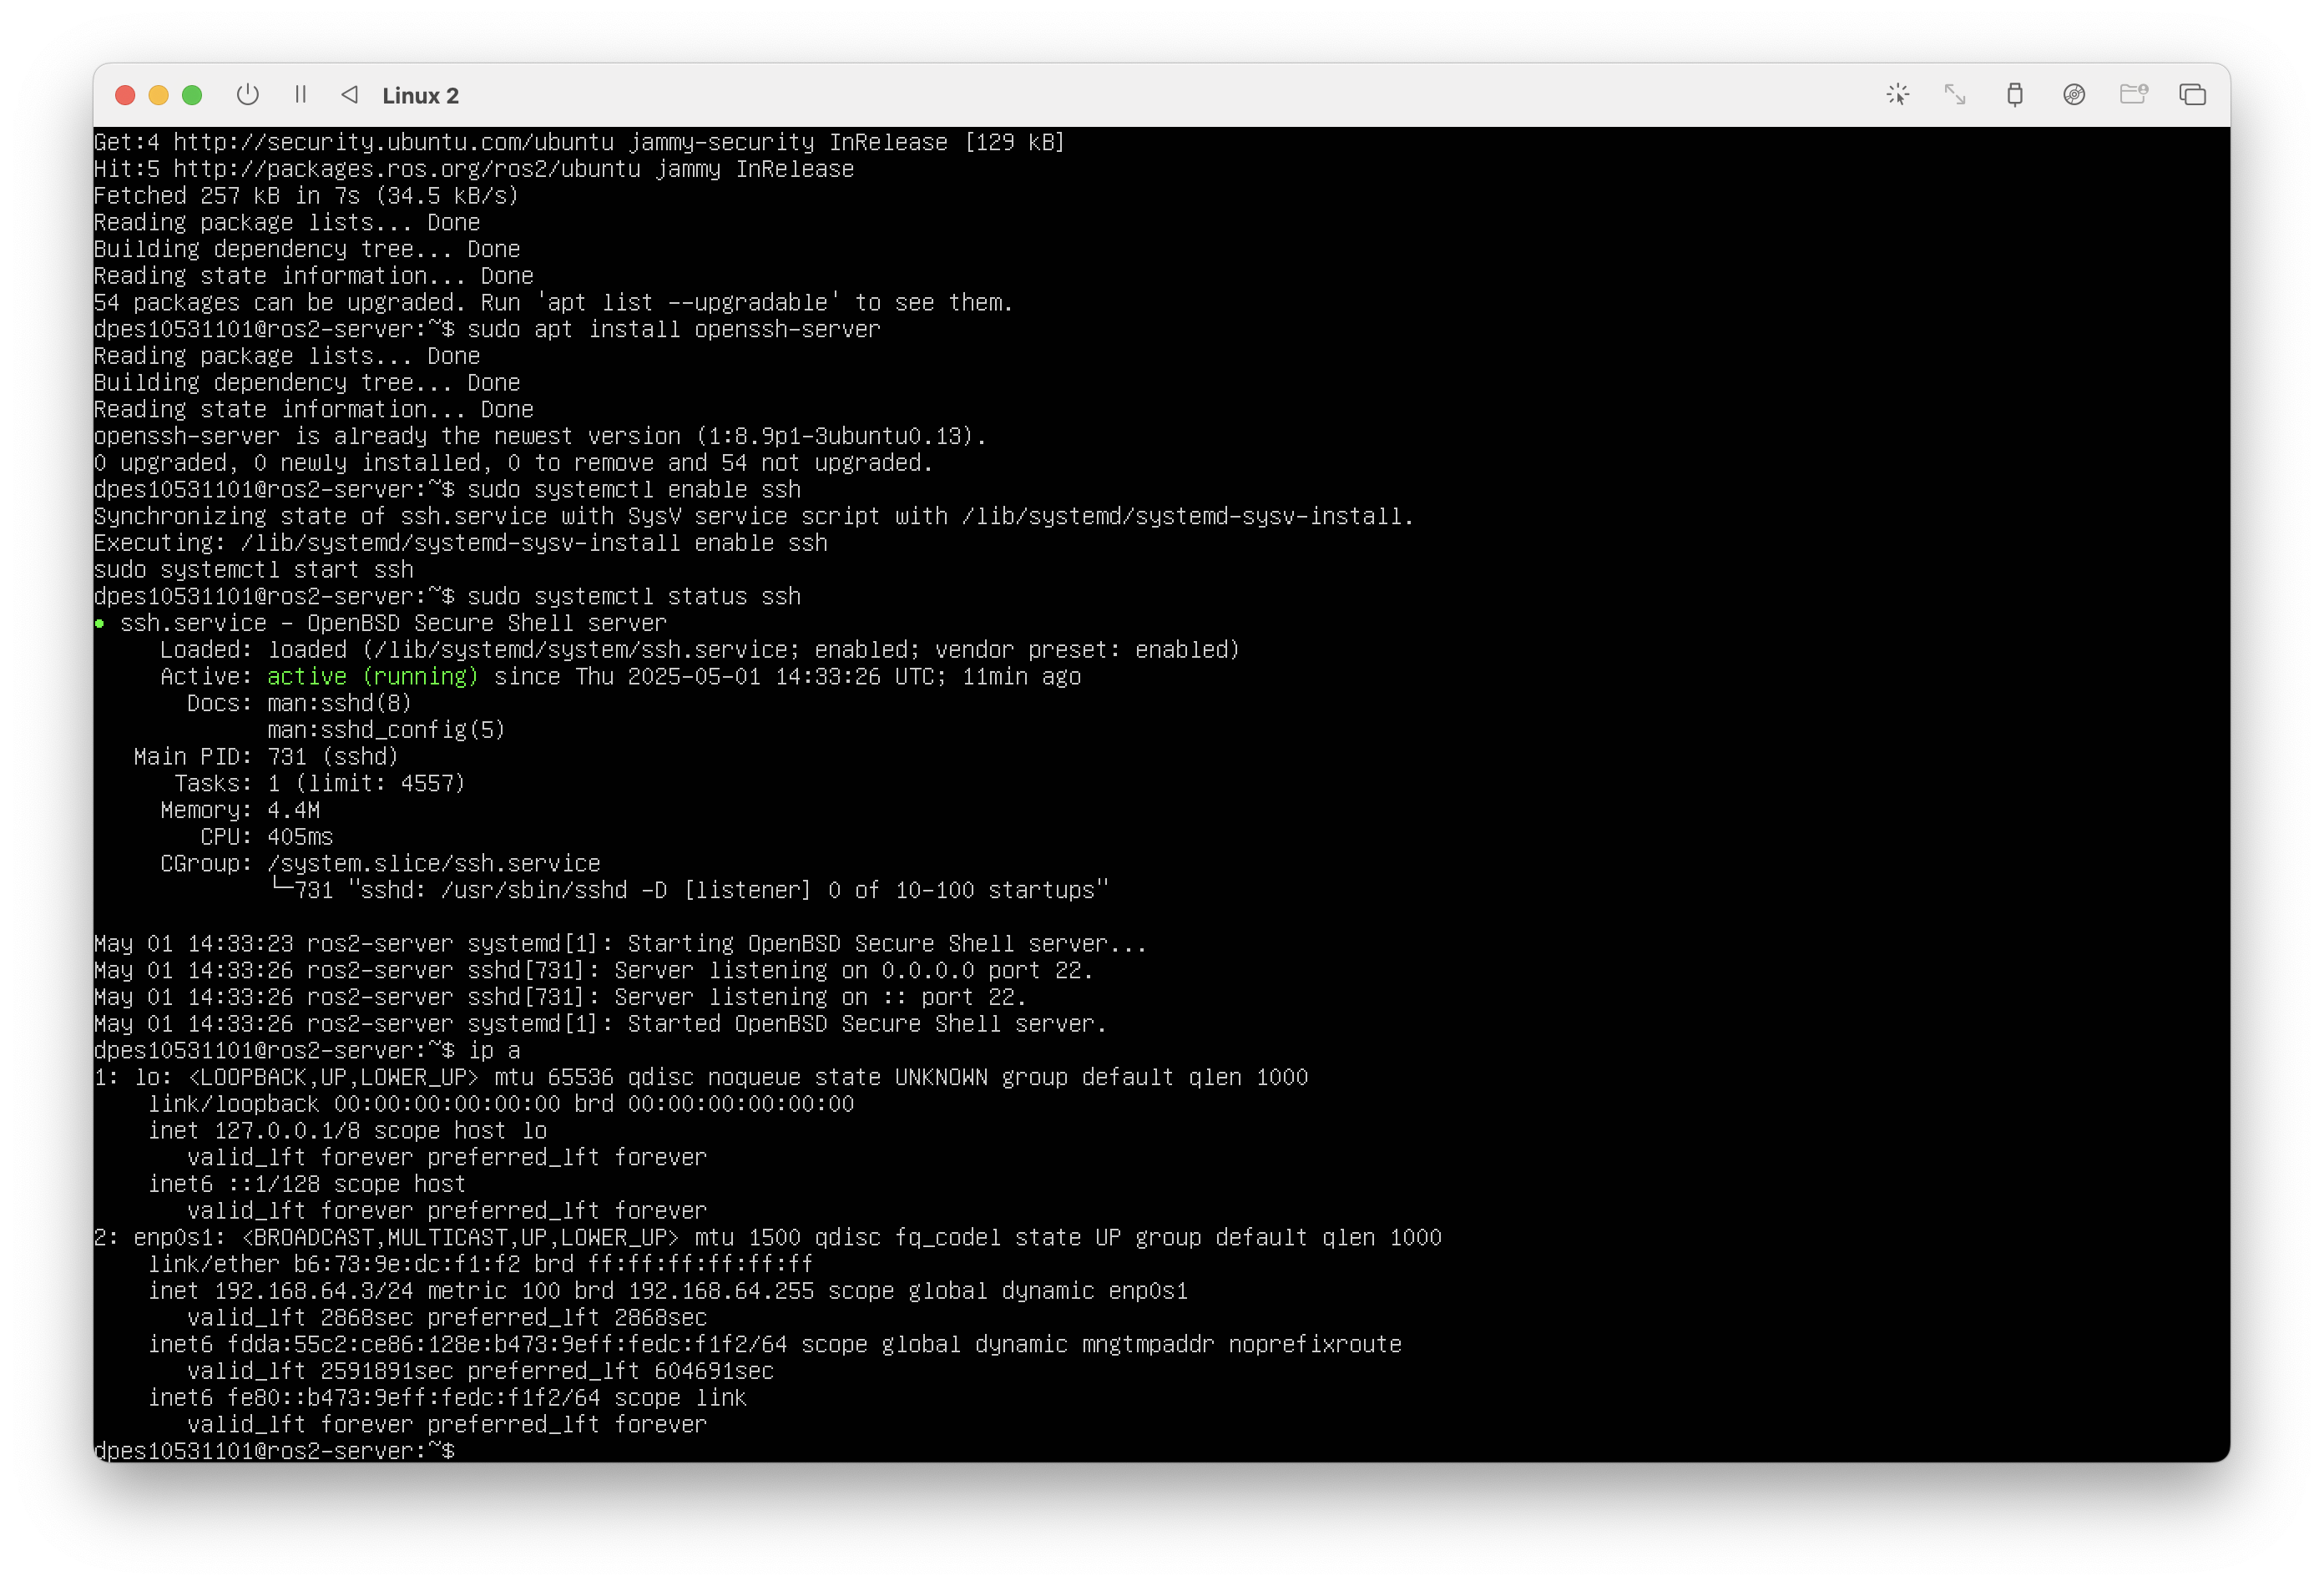 Linux 2
Get:4 http://security.ubuntu.com/ubuntu jammy-security InRelease [129 kB]
Hit:5 http://packages.ros.org/ros2/ubuntu jammy InRelease
Fetched 257 kB in 7s (34.5 kB/s)
Reading package lists... Done
Building dependency tree... Done
Reading state information... Done
54 packages can be upgraded. Run 'apt list --upgradable' to see them.
dpes10531101@ros2-server:~$ sudo apt install openssh-server
Reading package lists... Done
Building dependency tree... Done
Reading state information... Done
openssh-server is already the newest version (1:8.9p1-3ubuntu0.13).
0 upgraded, 0 newly installed, 0 to remove and 54 not upgraded.
dpes10531101@ros2-server:~$ sudo systemctl enable ssh
Synchronizing state of ssh.service with SysV service script with /lib/systemd/systemd-sysv-install.
Executing: /lib/systemd/systemd-sysv-install enable ssh
sudo systemctl start ssh
dpes10531101@ros2-server:~$ sudo systemctl status ssh
● ssh.service - OpenBSD Secure Shell server
     Loaded: loaded (/lib/systemd/system/ssh.service; enabled; vendor preset: enabled)
     Active: active (running) since Thu 2025-05-01 14:33:26 UTC; 11min ago
       Docs: man:sshd(8)
             man:sshd_config(5)
   Main PID: 731 (sshd)
      Tasks: 1 (limit: 4557)
     Memory: 4.4M
        CPU: 405ms
     CGroup: /system.slice/ssh.service
             └─731 "sshd: /usr/sbin/sshd -D [listener] 0 of 10-100 startups"
May 01 14:33:23 ros2-server systemd[1]: Starting OpenBSD Secure Shell server...
May 01 14:33:26 ros2-server sshd[731]: Server listening on 0.0.0.0 port 22.
May 01 14:33:26 ros2-server sshd[731]: Server listening on :: port 22.
May 01 14:33:26 ros2-server systemd[1]: Started OpenBSD Secure Shell server.
dpes10531101@ros2-server:~$ ip a
1: lo: <LOOPBACK,UP,LOWER_UP> mtu 65536 qdisc noqueue state UNKNOWN group default qlen 1000
    link/loopback 00:00:00:00:00:00 brd 00:00:00:00:00:00
    inet 127.0.0.1/8 scope host lo
       valid_lft forever preferred_lft forever
    inet6 ::1/128 scope host
       valid_lft forever preferred_lft forever
2: enp0s1: <BROADCAST,MULTICAST,UP,LOWER_UP> mtu 1500 qdisc fq_codel state UP group default qlen 1000
    link/ether b6:73:9e:dc:f1:f2 brd ff:ff:ff:ff:ff:ff
    inet 192.168.64.3/24 metric 100 brd 192.168.64.255 scope global dynamic enp0s1
       valid_lft 2868sec preferred_lft 2868sec
    inet6 fdda:55c2:ce86:128e:b473:9eff:fedc:f1f2/64 scope global dynamic mngtmpaddr noprefixroute
       valid_lft 2591891sec preferred_lft 604691sec
    inet6 fe80::b473:9eff:fedc:f1f2/64 scope link
       valid_lft forever preferred_lft forever
dpes10531101@ros2-server:~$